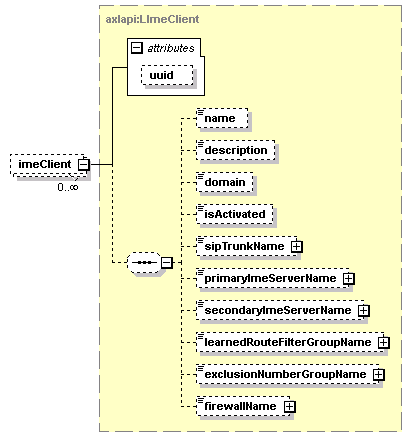 axlapi:LImeClient
attributes
uuid
imeClient
0..∞
name
description
domain
isActivated
sipTrunkName
primaryImeServerName
secondaryImeServerName
learnedRouteFilterGroupName
exclusionNumberGroupName
firewallName